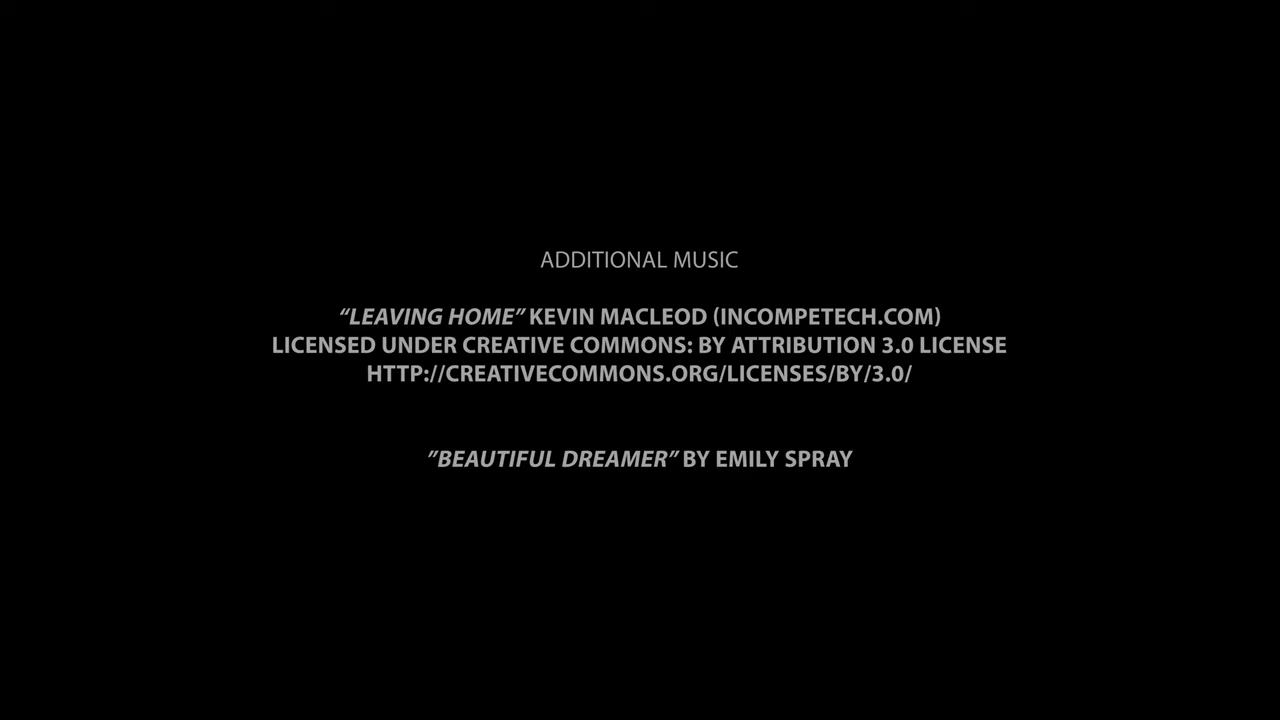 ADDITIONAL MUSIC
“LEAVING HOME” KEVIN MACLEOD (INCOMPETECH.COM)
LICENSED UNDER CREATIVE COMMONS: BY ATTRIBUTION 3.0 LICENSE
HTTP://CREATIVECOMMONS.ORG/LICENSES/BY/3.0/
”BEAUTIFUL DREAMER” BY EMILY SPRAY